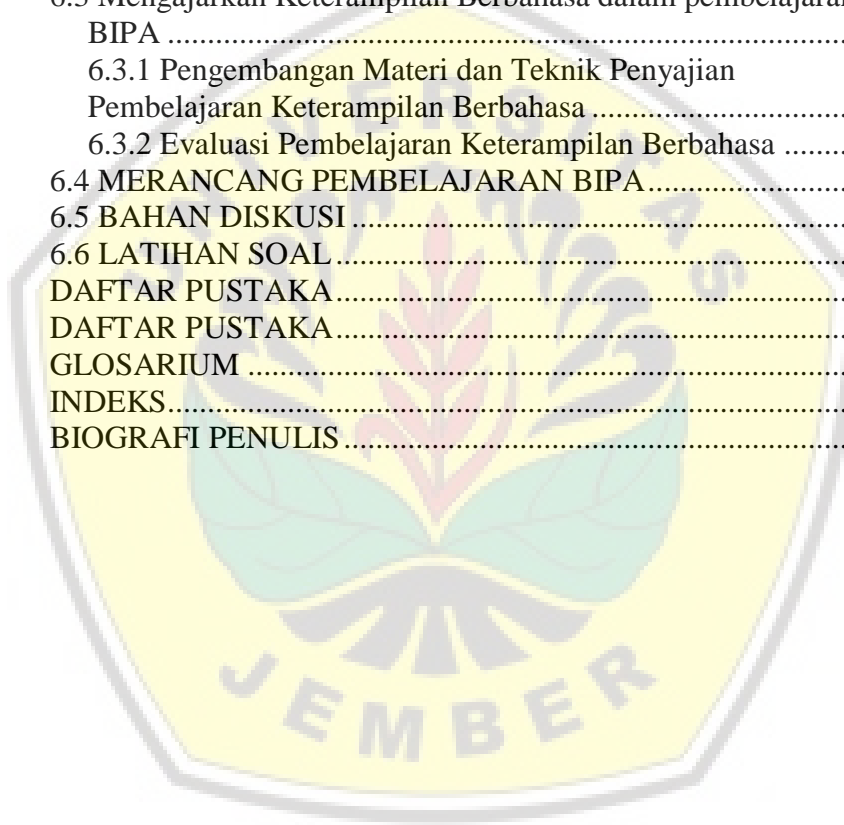 6.3 Mengajarkan Keterampilan Berbahasa dalam pembelajaran
BIPA ........................................................................
6.3.1 Pengembangan Materi dan Teknik Penyajian
Pembelajaran Keterampilan Berbahasa ...........................
6.3.2 Evaluasi Pembelajaran Keterampilan Berbahasa ........
6.4 MERANCANG PEMBELAJARAN BIPA........................
6.5 BAHAN DISKUSI ......................................................
6.6 LATIHAN SOAL ........................................................
DAFTAR PUSTAKA........................................................
DAFTAR PUSTAKA........................................................
GLOSARIUM ................................................................
INDEKS.........................................................................
BIOGRAFI PENULIS ......................................................
UNIVERSITAS
JEMBER